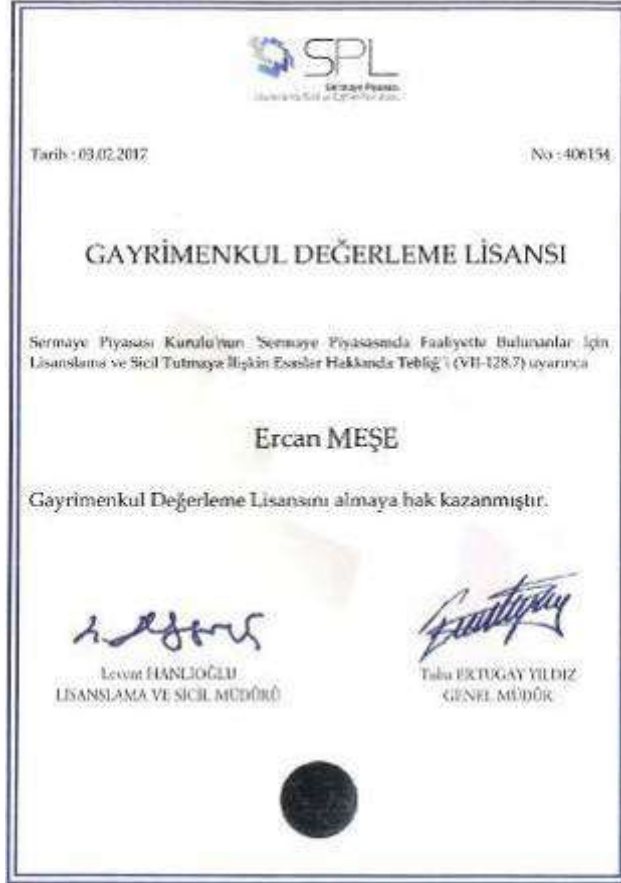 SPL
Sermaye Piyasası
Tarih : 03.02.2017
No : 406154
GAYRİMENKUL DEĞERLEME LİSANSI
Sermaye Piyasası Kurulu'nun 'Sermaye Piyasasında Faaliyette Bulunanlar İçin
Lisanslama ve Sicil Tutmaya İlişkin Esaslar Hakkında Tebliğ'i (VII-128.7) uyarınca
Ercan MEŞE
Gayrimenkul Değerleme Lisansını almaya hak kazanmıştır.
Levent HANLIOĞLU
LİSANSLAMA VE SİCİL MÜDÜRÜ
ERTUGAY YILDIZ
GENEL MÜDÜR